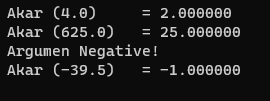 Akar (4.0)     = 2.000000
Akar (625.0)   = 25.000000
Argumen Negative!
Akar (-39.5)   = -1.000000